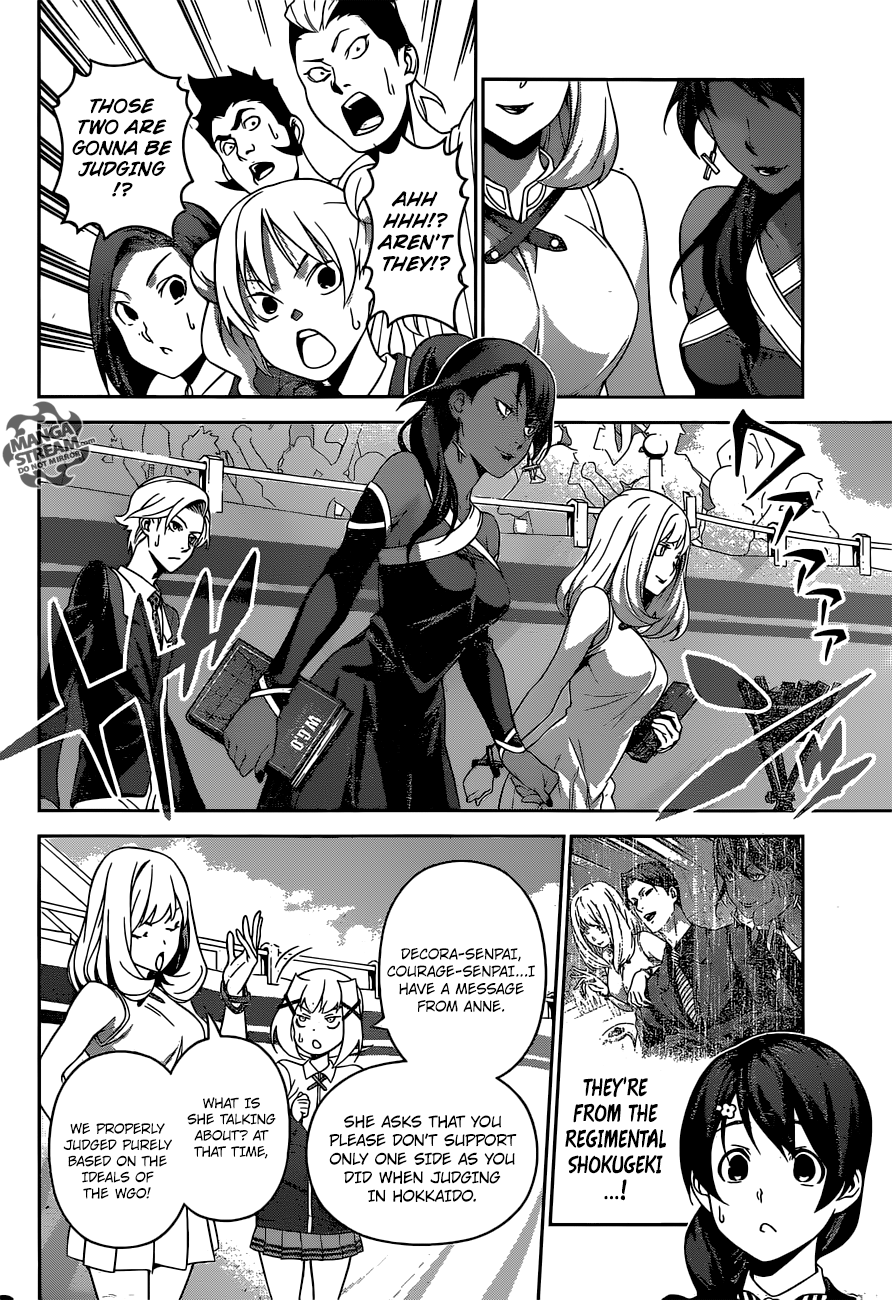 THOSE
TWO ARE
GONNA BE
JUDGING
!?
AHH
HHH!?
AREN'T
THEY!?
MANGA
STREAM.com
DO NOT MIRROR
W.G.O
DECORA-SENPAI,
COURAGE-SENPAI...I
HAVE A MESSAGE
FROM ANNE.
SHE ASKS THAT YOU
PLEASE DON'T SUPPORT
ONLY ONE SIDE AS YOU
DID WHEN JUDGING
IN HOKKAIDO.
WHAT IS
SHE TALKING
ABOUT? AT
THAT TIME,
WE PROPERLY
JUDGED PURELY
BASED ON THE
IDEALS OF
THE WGO!
THEY'RE
FROM THE
REGIMENTAL
SHOKUGEKI
...!